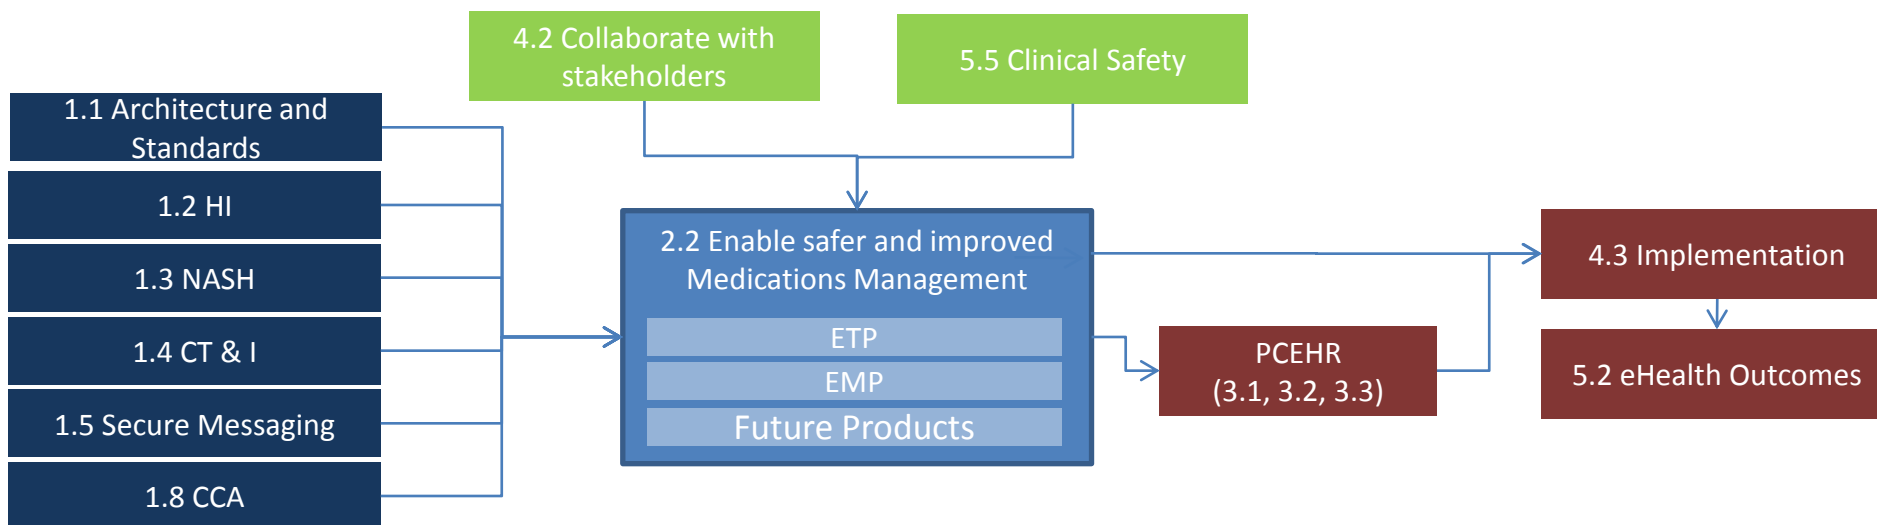 4.2 Collaborate with
stakeholders
5.5 Clinical Safety
1.1 Architecture and
Standards
1.2 HI
1.3 NASH
1.4 CT & I
1.5 Secure Messaging
1.8 CCA
2.2 Enable safer and improved
Medications Management
ETP
EMP
Future Products
PCEHR
(3.1, 3.2, 3.3)
4.3 Implementation
5.2 eHealth Outcomes